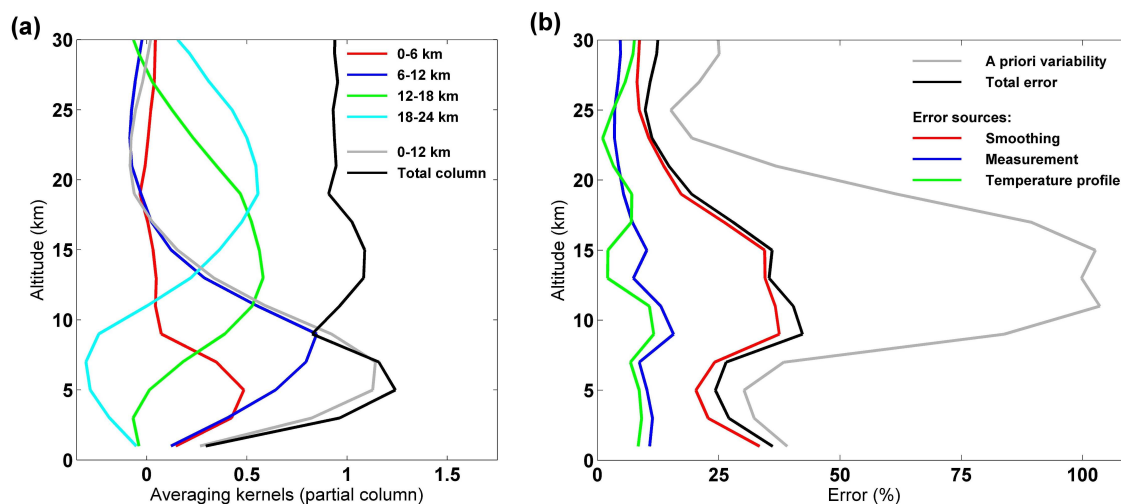 (a)
30
25
20
15
10
5
0
Altitude (km)
0
0.5
1
1.5
Averaging kernels (partial column)
0-6 km
6-12 km
12-18 km
18-24 km
0-12 km
Total column
(b)
30
25
20
15
10
5
0
Altitude (km)
0
25
50
75
100
Error (%)
A priori variability
Total error
Error sources:
Smoothing
Measurement
Temperature profile